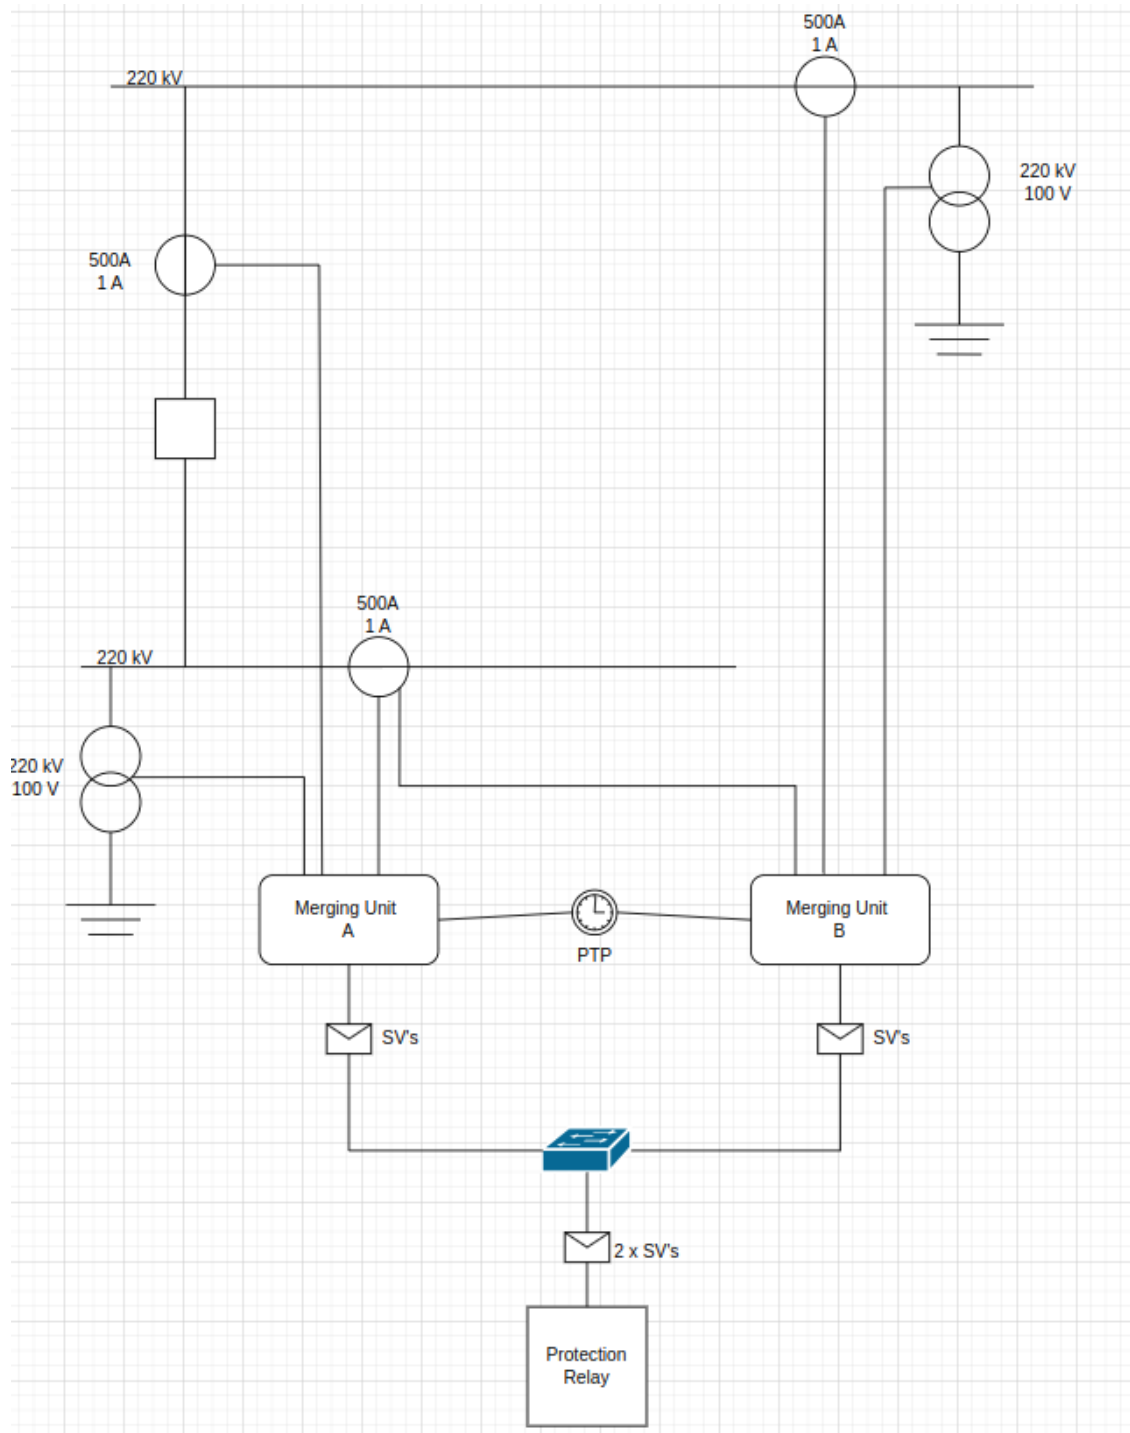 500A
1 A
220 kV
220 kV
100 V
500A
1 A
500A
1 A
220 kV
220 kV
100 V
Merging Unit
A
Merging Unit
B
PTP
SV's
SV's
2 x SV's
Protection
Relay